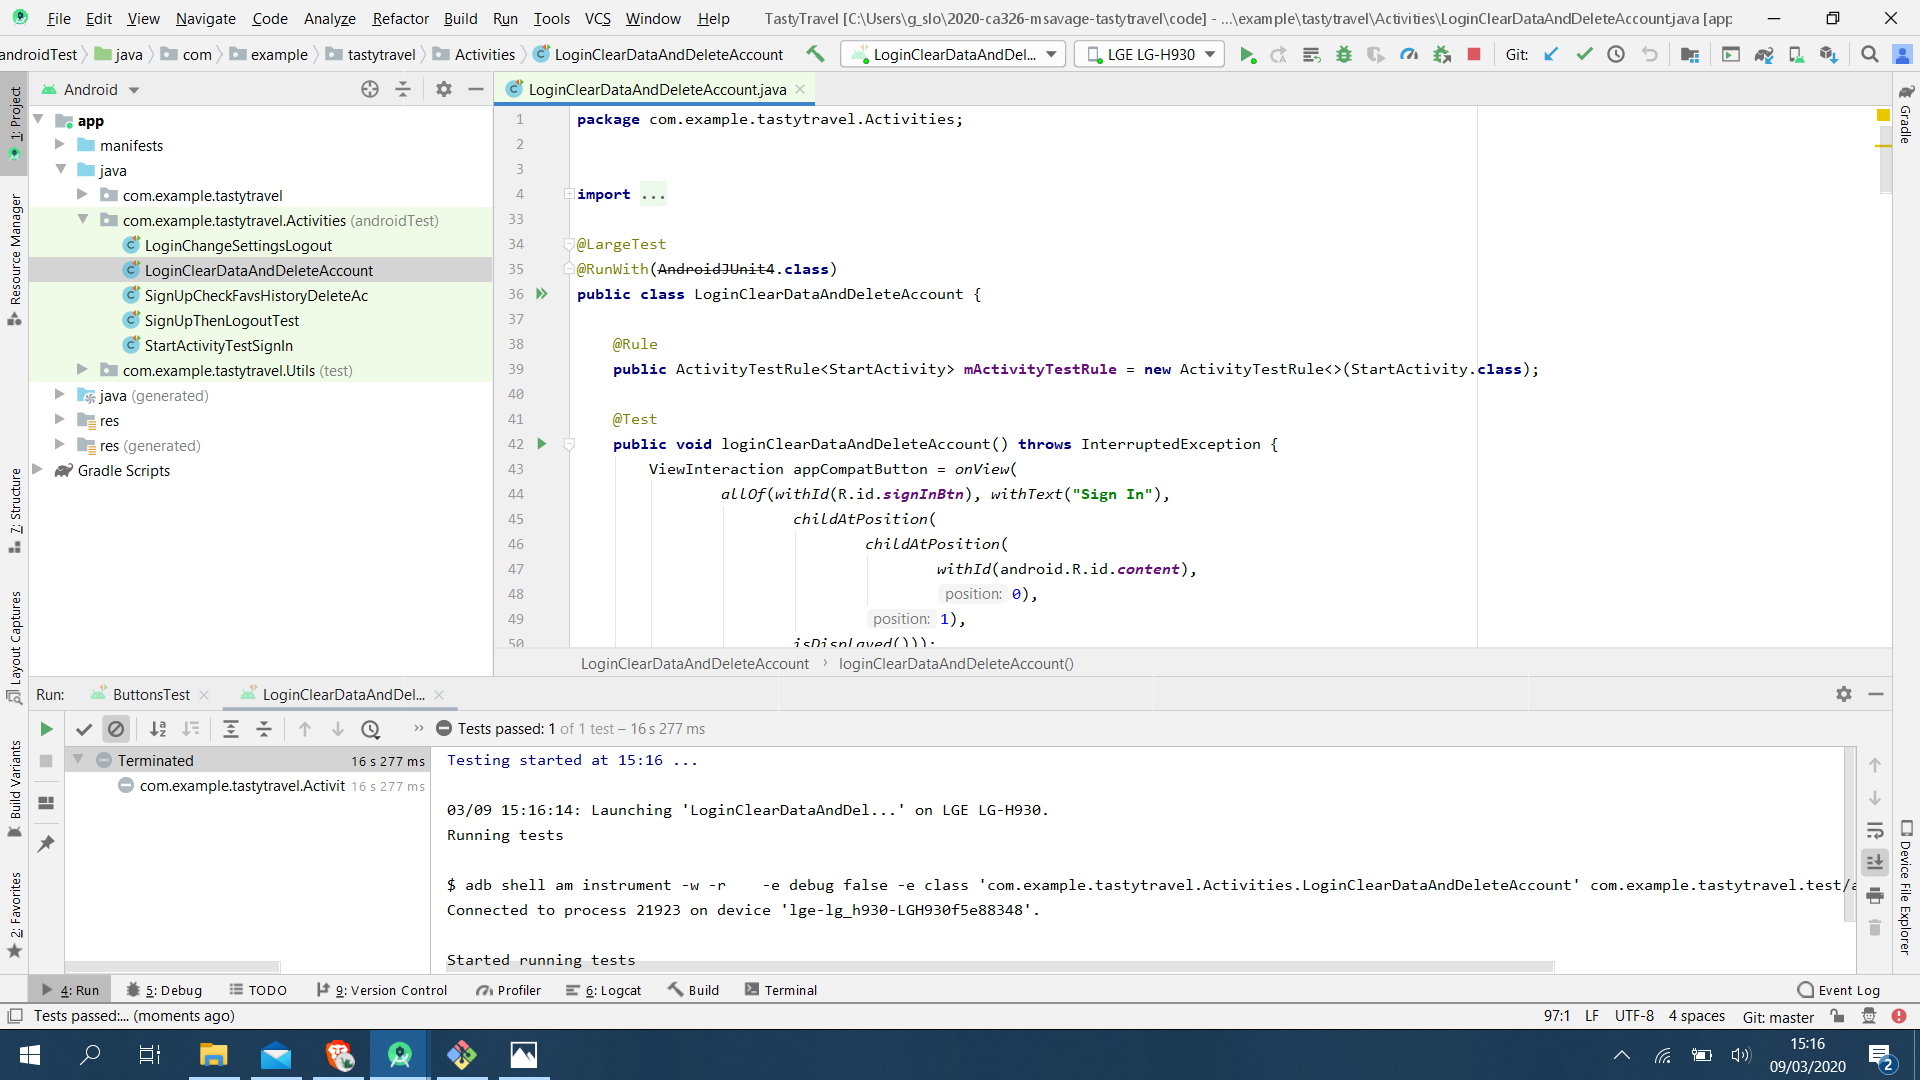 File Edit View Navigate Code Analyze Refactor Build Run Tools VCS Window Help TastyTravel [C:\Users\g_slo\2020-ca326-msavage-tastytravel\code] - ...\example\tastytravel\Activities\LoginClearDataAndDeleteAccount.java [app
androidTest java com example tastytravel Activities LoginClearDataAndDeleteAccount LoginClearDataAndDel... LGE LG-H930 Git:
Android
LoginClearDataAndDeleteAccount.java
app
manifests
java
com.example.tastytravel
com.example.tastytravel.Activities (androidTest)
LoginChangeSettingsLogout
LoginClearDataAndDeleteAccount
SignUpCheckFavsHistoryDeleteAc
SignUpThenLogoutTest
StartActivityTestSignIn
com.example.tastytravel.Utils (test)
java (generated)
res
res (generated)
Gradle Scripts
1: Project
Resource Manager
7: Structure
Layout Captures
Build Variants
2: Favorites
1 package com.example.tastytravel.Activities;
2
3
4 import ...
33
34 @LargeTest
35 @RunWith(AndroidJUnit4.class)
36 public class LoginClearDataAndDeleteAccount {
37
38 @Rule
39 public ActivityTestRule<StartActivity> mActivityTestRule = new ActivityTestRule<>(StartActivity.class);
40
41 @Test
42 public void loginClearDataAndDeleteAccount() throws InterruptedException {
43 ViewInteraction appCompatButton = onView(
44 allOf(withId(R.id.signInBtn), withText("Sign In"),
45 childAtPosition(
46 childAtPosition(
47 withId(android.R.id.content),
48 position: 0),
49 position: 1),
50 isDisplayed()));
LoginClearDataAndDeleteAccount › loginClearDataAndDeleteAccount()
Gradle
Device File Explorer
Run: ButtonsTest LoginClearDataAndDel...
» Tests passed: 1 of 1 test – 16 s 277 ms
Terminated 16 s 277 ms
com.example.tastytravel.Activit 16 s 277 ms
Testing started at 15:16 ...
03/09 15:16:14: Launching 'LoginClearDataAndDel...' on LGE LG-H930.
Running tests
$ adb shell am instrument -w -r -e debug false -e class 'com.example.tastytravel.Activities.LoginClearDataAndDeleteAccount' com.example.tastytravel.test/a
Connected to process 21923 on device 'lge-lg_h930-LGH930f5e88348'.
Started running tests
4: Run 5: Debug TODO 9: Version Control Profiler 6: Logcat Build Terminal Event Log
Tests passed:... (moments ago) 97:1 LF UTF-8 4 spaces Git: master
15:16
09/03/2020
2